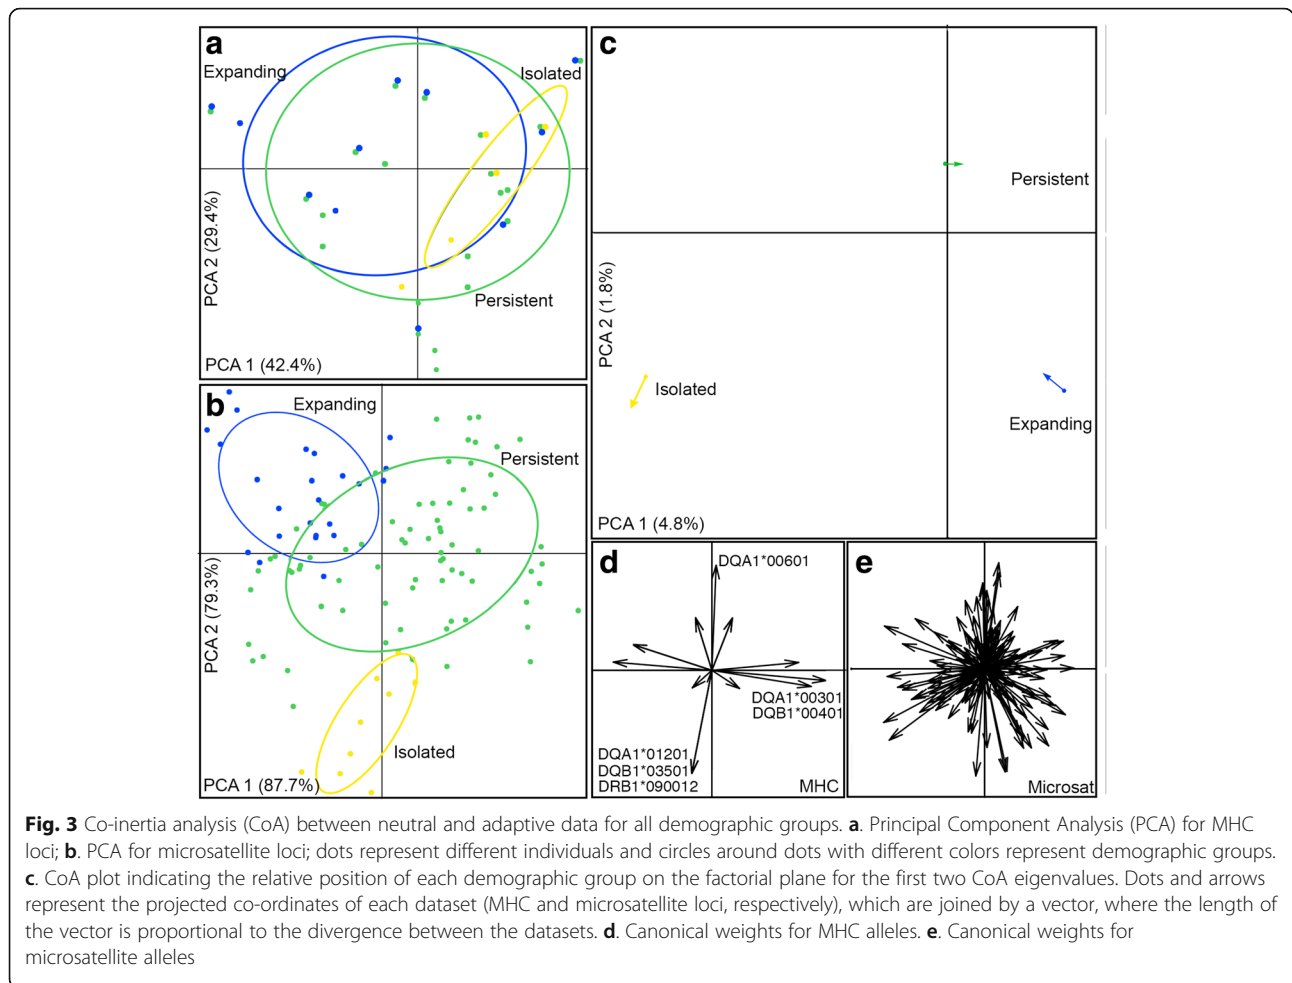 a
Expanding
Isolated
PCA 2 (29.4%)
Persistent
PCA 1 (42.4%)
b
Expanding
Persistent
PCA 2 (79.3%)
Isolated
PCA 1 (87.7%)
c
Persistent
PCA 2 (1.8%)
Isolated
Expanding
PCA 1 (4.8%)
d
DQA1*00601
DQA1*00301
DQB1*00401
DQA1*01201
DQB1*03501
DRB1*090012
MHC
e
Microsat
Fig. 3 Co-inertia analysis (CoA) between neutral and adaptive data for all demographic groups. a. Principal Component Analysis (PCA) for MHC
loci; b. PCA for microsatellite loci; dots represent different individuals and circles around dots with different colors represent demographic groups.
c. CoA plot indicating the relative position of each demographic group on the factorial plane for the first two CoA eigenvalues. Dots and arrows
represent the projected co-ordinates of each dataset (MHC and microsatellite loci, respectively), which are joined by a vector, where the length of
the vector is proportional to the divergence between the datasets. d. Canonical weights for MHC alleles. e. Canonical weights for
microsatellite alleles